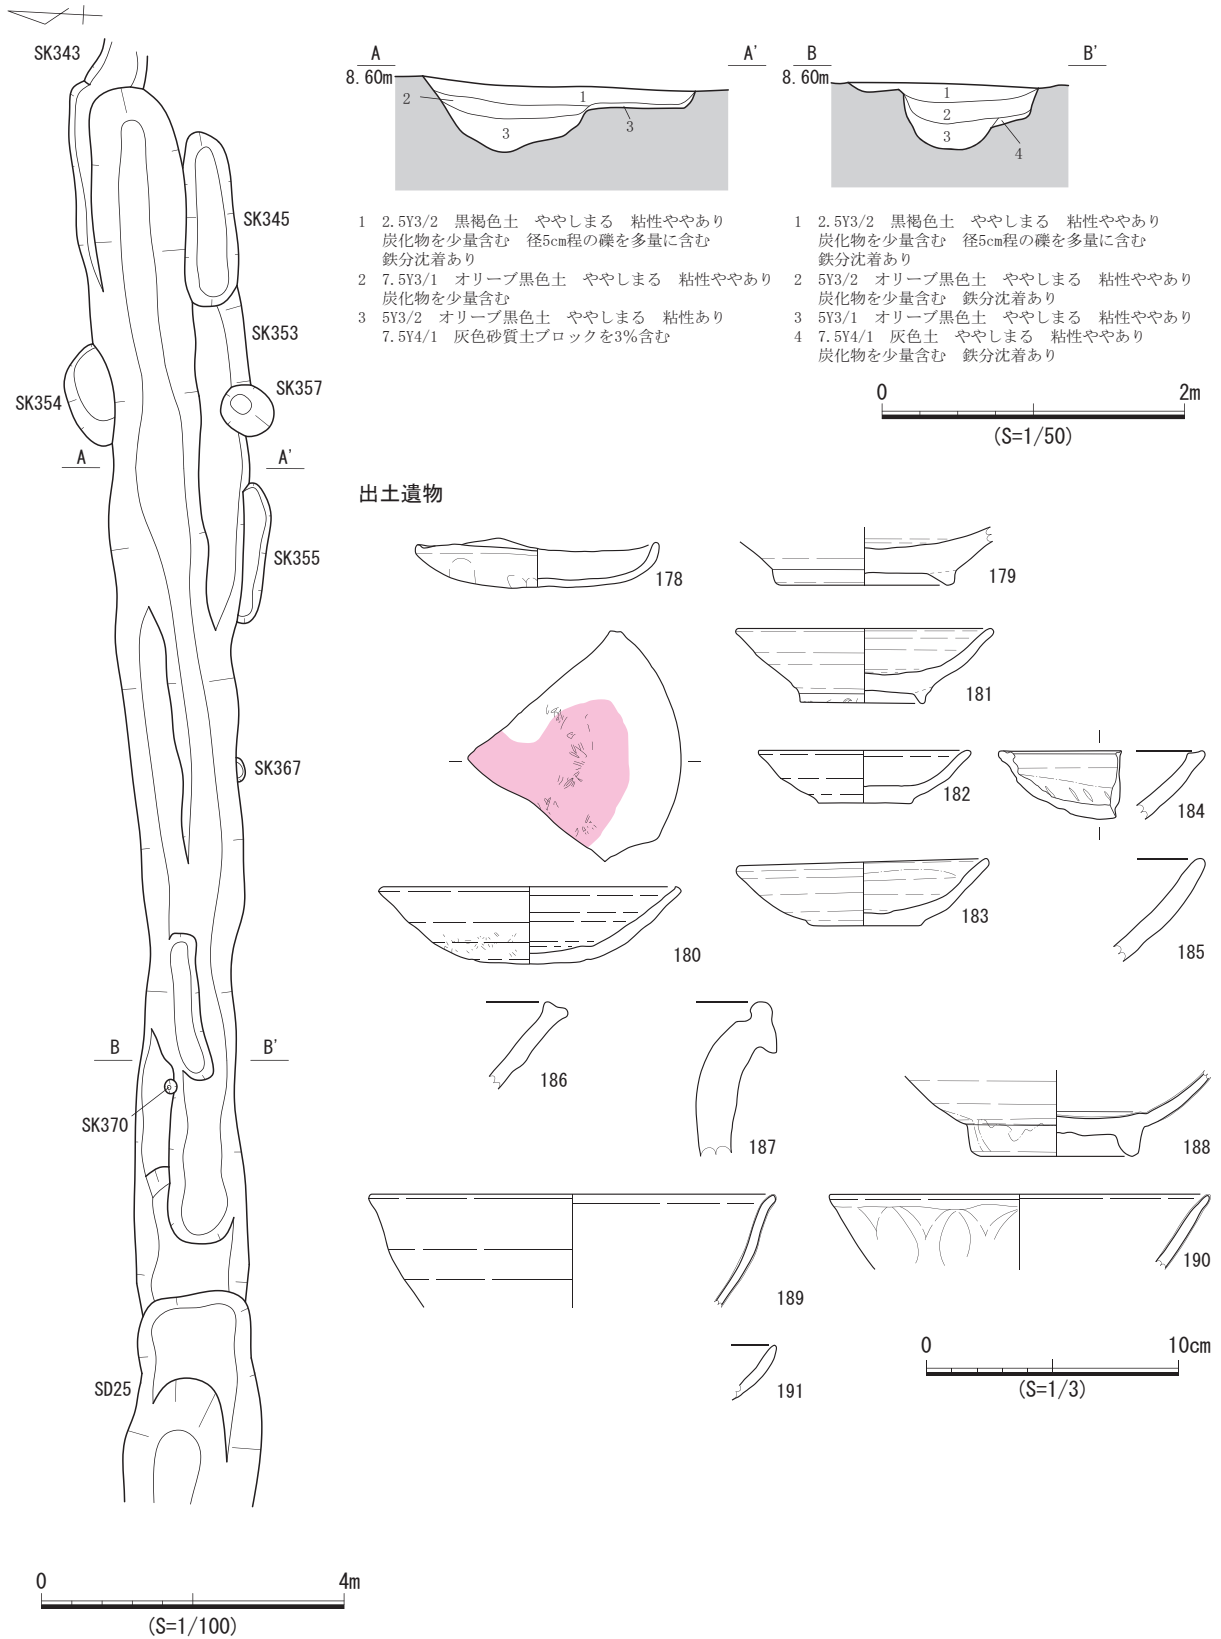 SK343
SK345
SK353
SK357
SK354
A A'
SK355
SK367
B B'
SK370
SD25
0 4m
(S=1/100)
A A'
8.60m
1
2
3
3
B B'
8.60m
1
2
3
4
1 2.5Y3/2 黒褐色土 ややしまる 粘性ややあり
炭化物を少量含む 径5cm程の礫を多量に含む
鉄分沈着あり
2 7.5Y3/1 オリーブ黒色土 ややしまる 粘性ややあり
炭化物を少量含む
3 5Y3/2 オリーブ黒色土 ややしまる 粘性あり
7.5Y4/1 灰色砂質土ブロックを3%含む
1 2.5Y3/2 黒褐色土 ややしまる 粘性ややあり
炭化物を少量含む 径5cm程の礫を多量に含む
鉄分沈着あり
2 5Y3/2 オリーブ黒色土 ややしまる 粘性ややあり
炭化物を少量含む 鉄分沈着あり
3 5Y3/1 オリーブ黒色土 ややしまる 粘性ややあり
4 7.5Y4/1 灰色土 ややしまる 粘性ややあり
炭化物を少量含む 鉄分沈着あり
0 2m
(S=1/50)
出土遺物
178
179
181
182
184
183
180
185
186
187
188
189
190
191
0 10cm
(S=1/3)